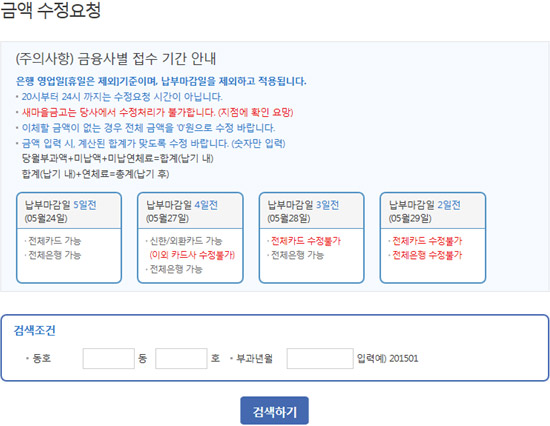 금액 수정요청
(주의사항) 금융사별 접수 기간 안내
은행 영업일[휴일은 제외]기준이며, 납부마감일을 제외하고 적용됩니다.
• 20시부터 24시 까지는 수정요청 시간이 아닙니다.
• 새마을금고는 당사에서 수정처리가 불가합니다. (지점에 확인 요망)
• 이체할 금액이 없는 경우 전체 금액을 '0'원으로 수정 바랍니다.
• 금액 입력 시, 계산된 합계가 맞도록 수정 바랍니다. (숫자만 입력)
당월부과액+미납액+미납연체료=합계(납기 내)
합계(납기 내)+연체료=총계(납기 후)
납부마감일 5일전
(05월24일)
· 전체카드 가능
· 전체은행 가능
납부마감일 4일전
(05월27일)
· 신한/외환카드 가능
(이외 카드사 수정불가)
· 전체은행 가능
납부마감일 3일전
(05월28일)
· 전체카드 수정불가
· 전체은행 가능
납부마감일 2일전
(05월29일)
· 전체카드 수정불가
· 전체은행 수정불가
검색조건
• 동호 동 호 • 부과년월 입력예) 201501
검색하기